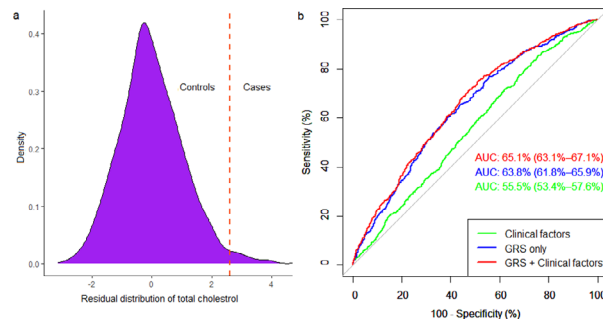 a
0.4
0.3
0.2
0.1
0.0
Density
Controls
Cases
-2
0
2
4
Residual distribution of total cholestrol
b
100
80
60
40
20
0
Sensitivity (%)
AUC: 65.1% (63.1%–67.1%)
AUC: 63.8% (61.8%–65.9%)
AUC: 55.5% (53.4%–57.6%)
Clinical factors
GRS only
GRS + Clinical factors
0
20
40
60
80
100
100 - Specificity (%)